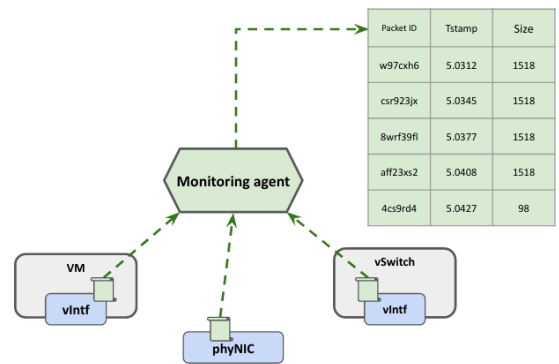 Packet ID Tstamp Size
w97cxh6 5.0312 1518
csr923jx 5.0345 1518
8wrf39fl 5.0377 1518
aff23xs2 5.0408 1518
4cs9rd4 5.0427 98
Monitoring agent
VM
vIntf
phyNIC
vSwitch
vIntf